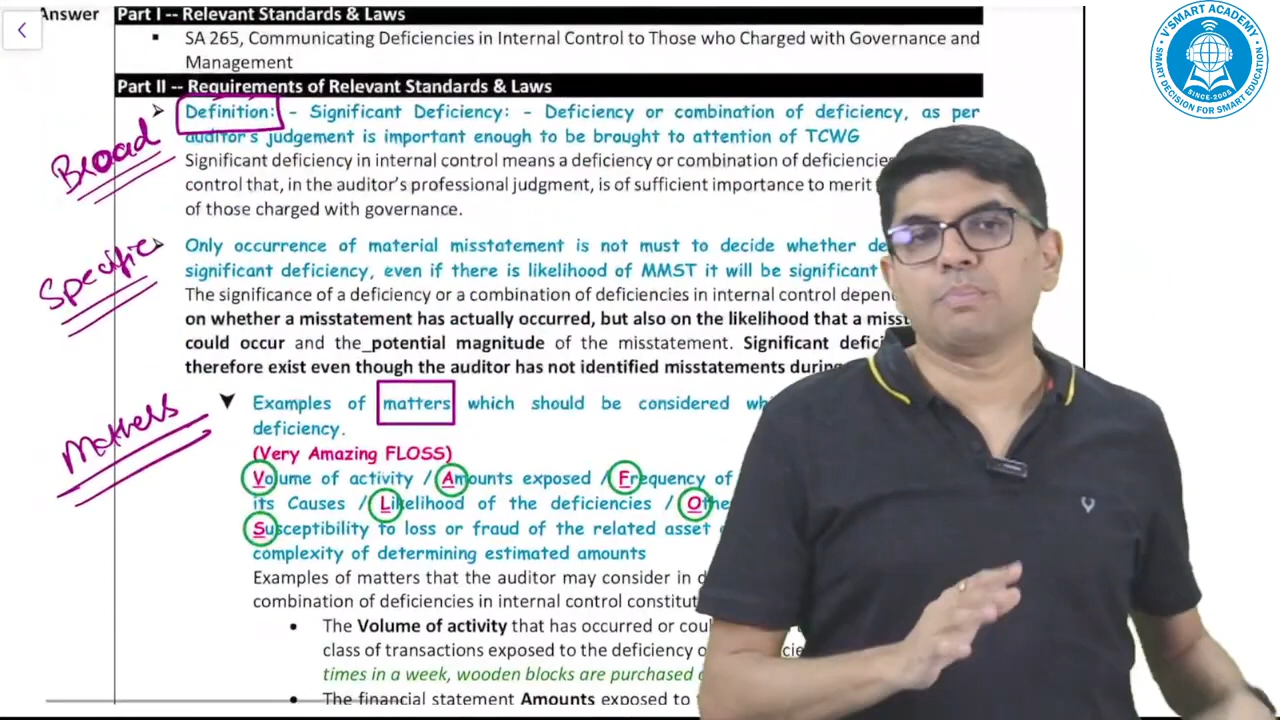 Answer
Part I -- Relevant Standards & Laws
SA 265, Communicating Deficiencies in Internal Control to Those who Charged with Governance and
Management
Part II -- Requirements of Relevant Standards & Laws
Definition: - Significant Deficiency: - Deficiency or combination of deficiency, as per
auditor's judgement is important enough to be brought to attention of TCWG
Broad
Significant deficiency in internal control means a deficiency or combination of deficiencies
control that, in the auditor's professional judgment, is of sufficient importance to merit
of those charged with governance.
Specific
Only occurrence of material misstatement is not must to decide whether
significant deficiency, even if there is likelihood of MMST it will be significant
The significance of a deficiency or a combination of deficiencies in internal control
on whether a misstatement has actually occurred, but also on the likelihood that a
could occur and the_potential magnitude of the misstatement. Significant
therefore exist even though the auditor has not identified misstatements
Matters
Examples of matters which should be considered
deficiency.
(Very Amazing FLOSS)
Volume of activity / Amounts exposed / Frequency of
its Causes / Likelihood of the deficiencies /
Susceptibility to loss or fraud of the related asset
complexity of determining estimated amounts
Examples of matters that the auditor may consider in
combination of deficiencies in internal control
The Volume of activity that has occurred or
class of transactions exposed to the deficiency
times in a week, wooden blocks are purchased
The financial statement Amounts exposed to
V'SMART ACADEMY
SINCE-2005
SMART DECISION FOR SMART EDUCATION